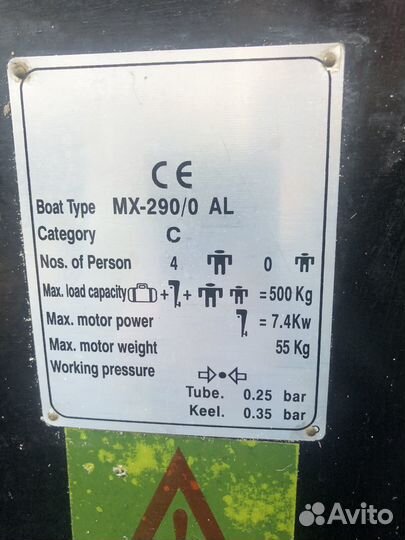 CE
Boat Type MX-290/0 AL
Category C
Nos. of Person 4 0
Max. load capacity + + = 500 Kg
Max. motor power = 7.4Kw
Max. motor weight 55 Kg
Working pressure
Tube. 0.25 bar
Keel. 0.35 bar
Avito